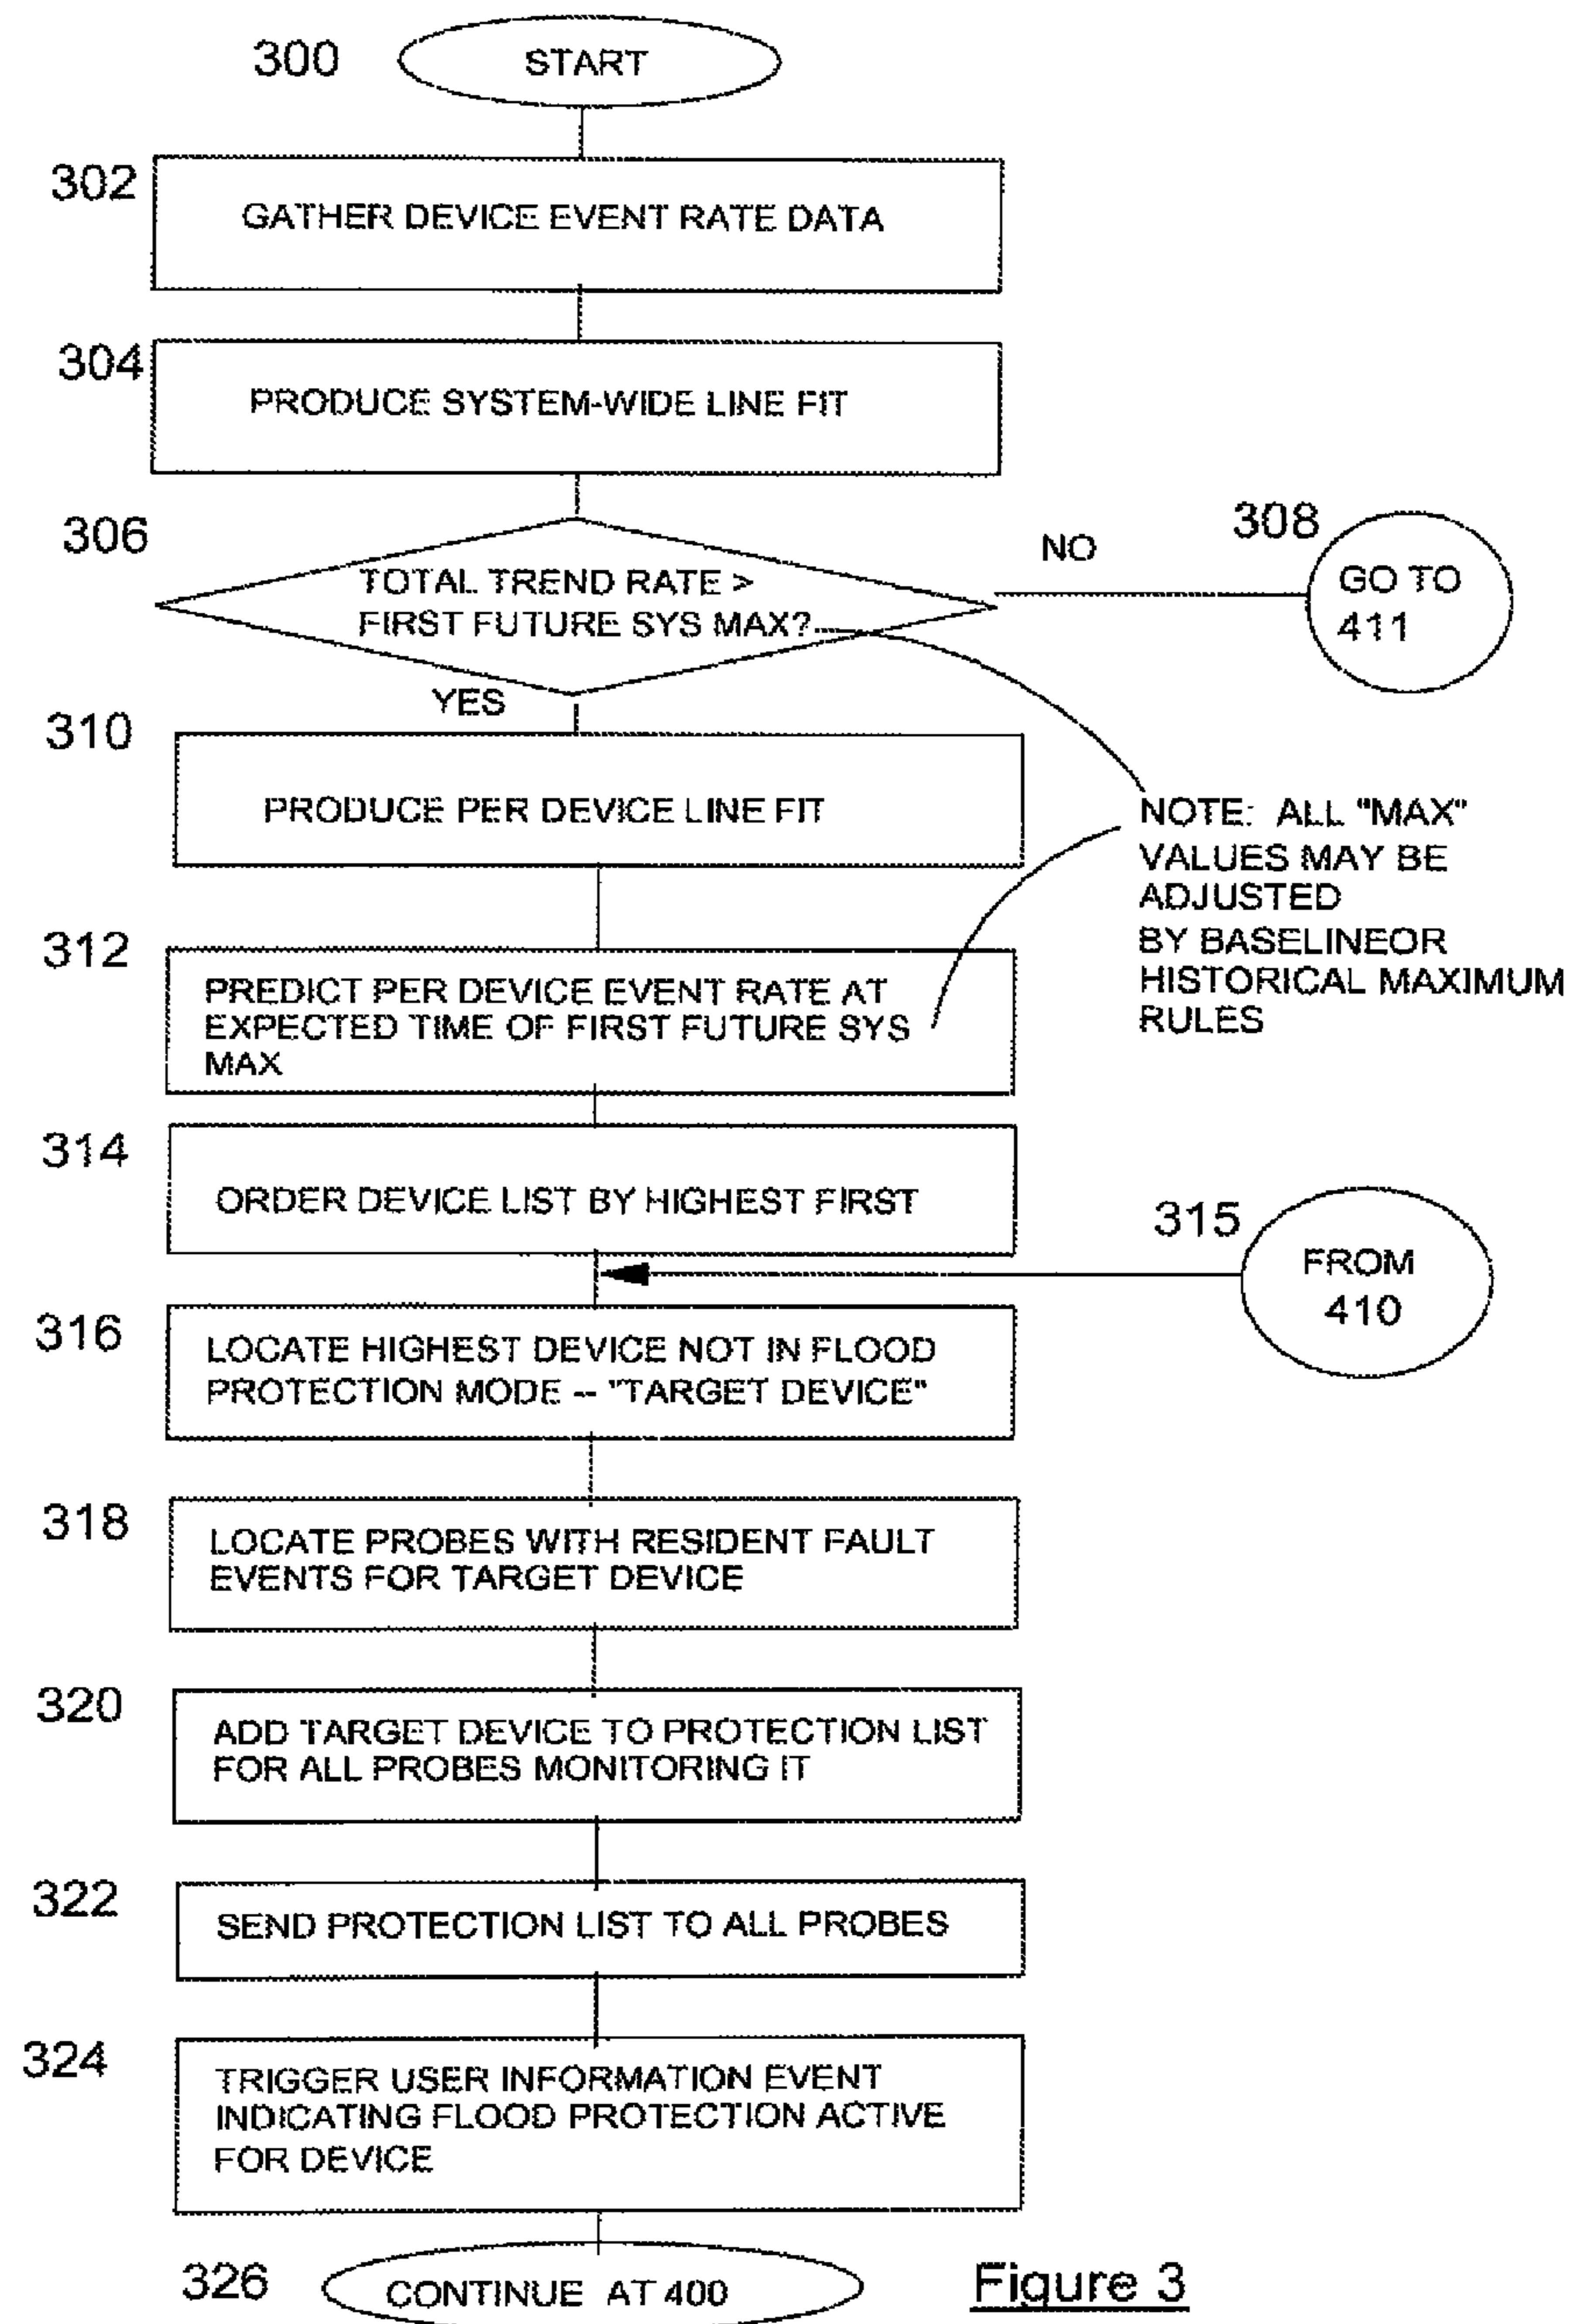 300
START
302
GATHER DEVICE EVENT RATE DATA
304
PRODUCE SYSTEM-WIDE LINE FIT
306
TOTAL TREND RATE >
FIRST FUTURE SYS MAX?
NO
308
GO TO
411
YES
310
PRODUCE PER DEVICE LINE FIT
NOTE: ALL "MAX"
VALUES MAY BE
ADJUSTED
BY BASELINEOR
HISTORICAL MAXIMUM
RULES
312
PREDICT PER DEVICE EVENT RATE AT
EXPECTED TIME OF FIRST FUTURE SYS
MAX
314
ORDER DEVICE LIST BY HIGHEST FIRST
315
FROM
410
316
LOCATE HIGHEST DEVICE NOT IN FLOOD
PROTECTION MODE -- "TARGET DEVICE"
318
LOCATE PROBES WITH RESIDENT FAULT
EVENTS FOR TARGET DEVICE
320
ADD TARGET DEVICE TO PROTECTION LIST
FOR ALL PROBES MONITORING IT
322
SEND PROTECTION LIST TO ALL PROBES
324
TRIGGER USER INFORMATION EVENT
INDICATING FLOOD PROTECTION ACTIVE
FOR DEVICE
326
CONTINUE AT 400
Figure 3